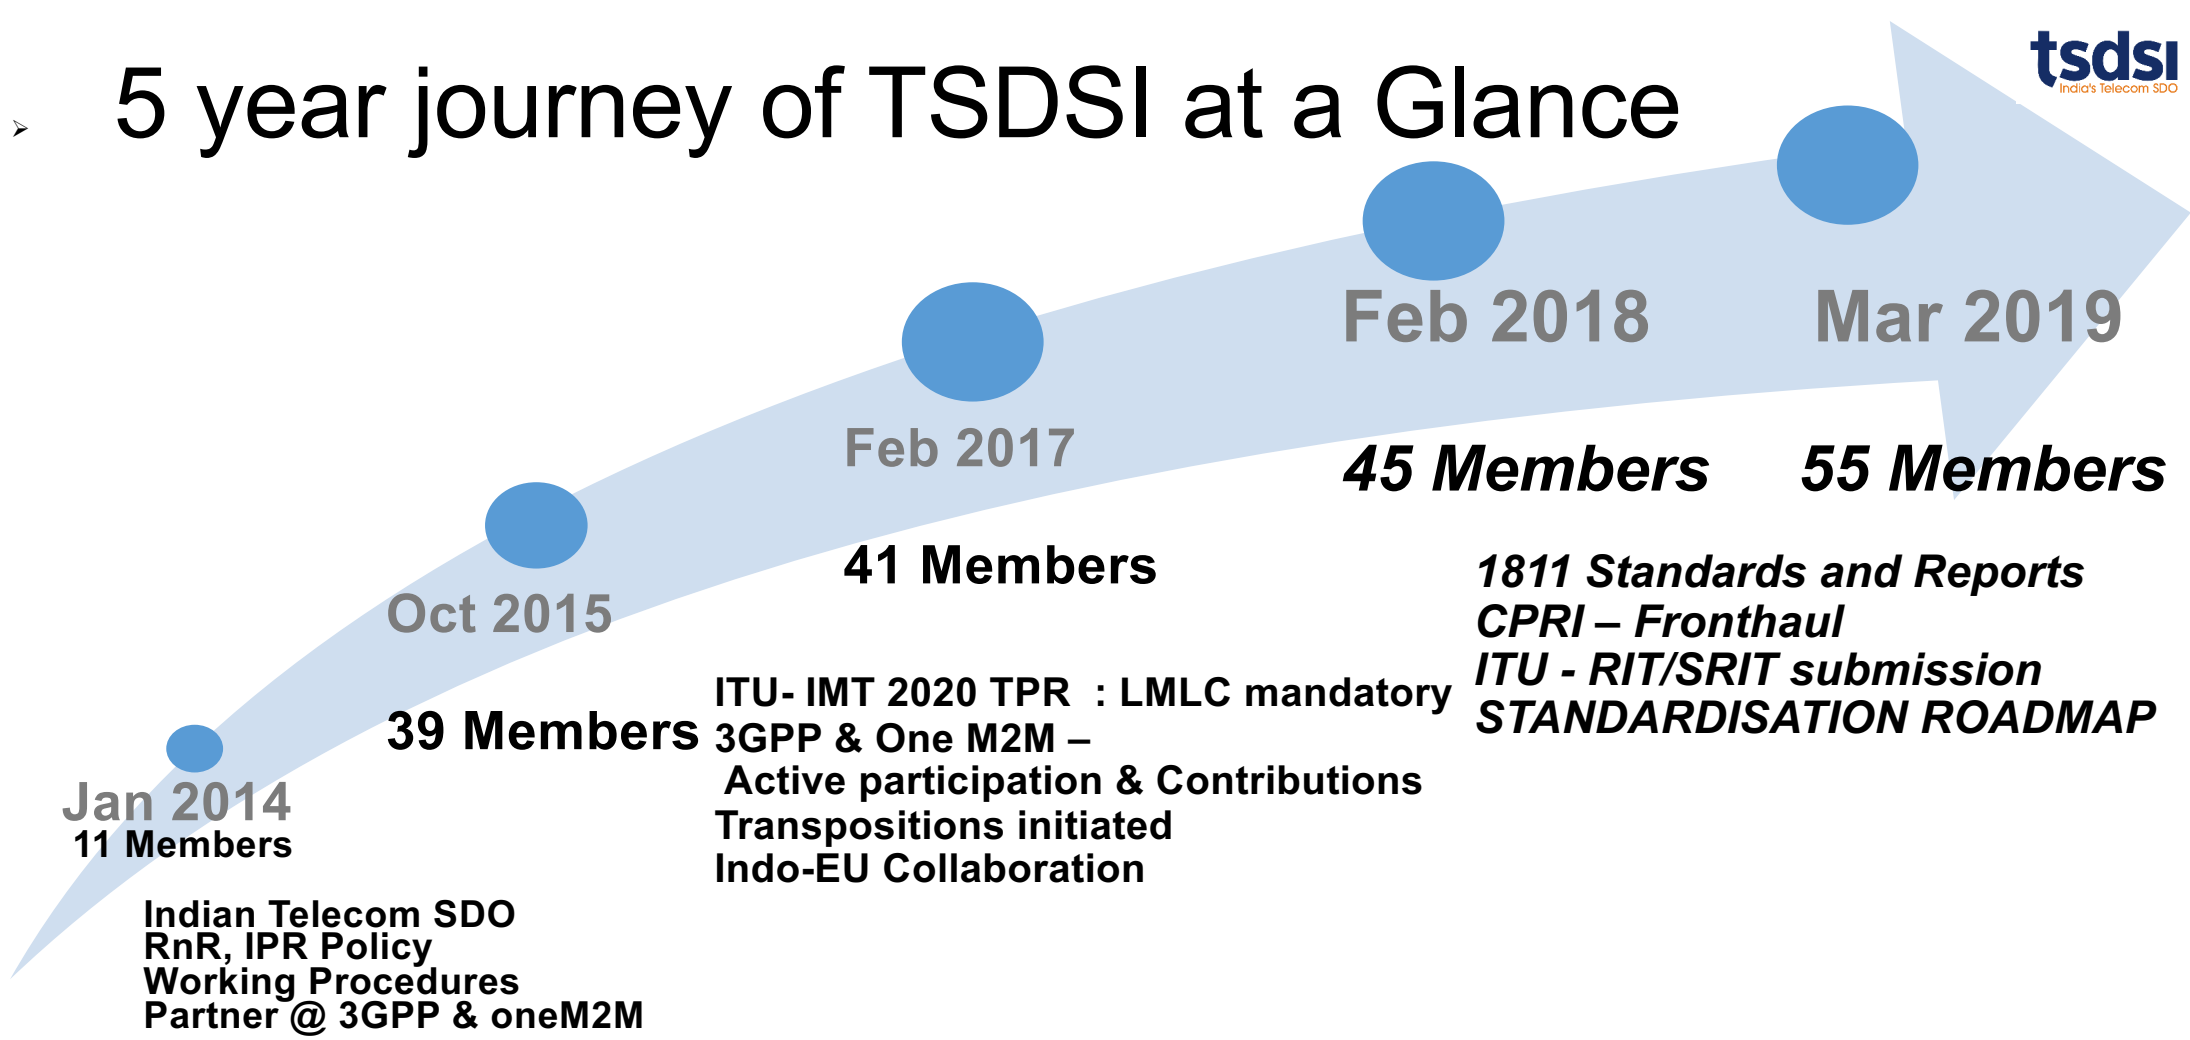 5 year journey of TSDSI at a Glance
tsdsi
India's Telecom SDO
➢
Jan 2014
11 Members
Indian Telecom SDO
RnR, IPR Policy
Working Procedures
Partner @ 3GPP & oneM2M
Oct 2015
39 Members
Feb 2017
41 Members
ITU- IMT 2020 TPR  : LMLC mandatory
3GPP & One M2M –
Active participation & Contributions
Transpositions initiated
Indo-EU Collaboration
Feb 2018
45 Members
Mar 2019
55 Members
1811 Standards and Reports
CPRI – Fronthaul
ITU - RIT/SRIT submission
STANDARDISATION ROADMAP